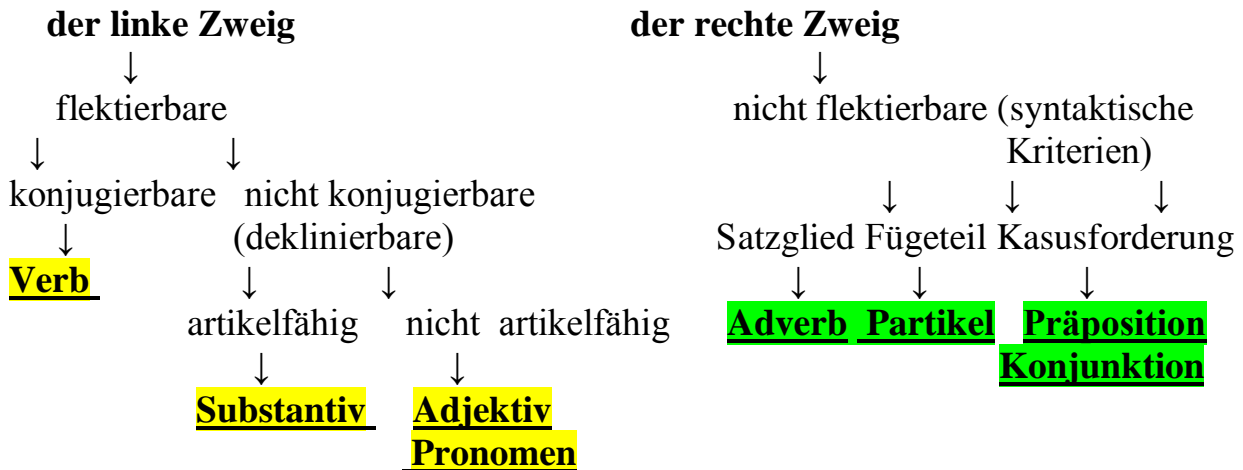 der linke Zweig der rechte Zweig
↓ ↓
flektierbare nicht flektierbare (syntaktische
↓ ↓ Kriterien)
konjugierbare nicht konjugierbare ↓ ↓ ↓
↓ (deklinierbare) Satzglied Fügeteil Kasusforderung
Verb ↓ ↓ ↓ ↓ ↓
artikelfähig nicht artikelfähig Adverb Partikel Präposition
↓ ↓ Konjunktion
Substantiv Adjektiv
Pronomen